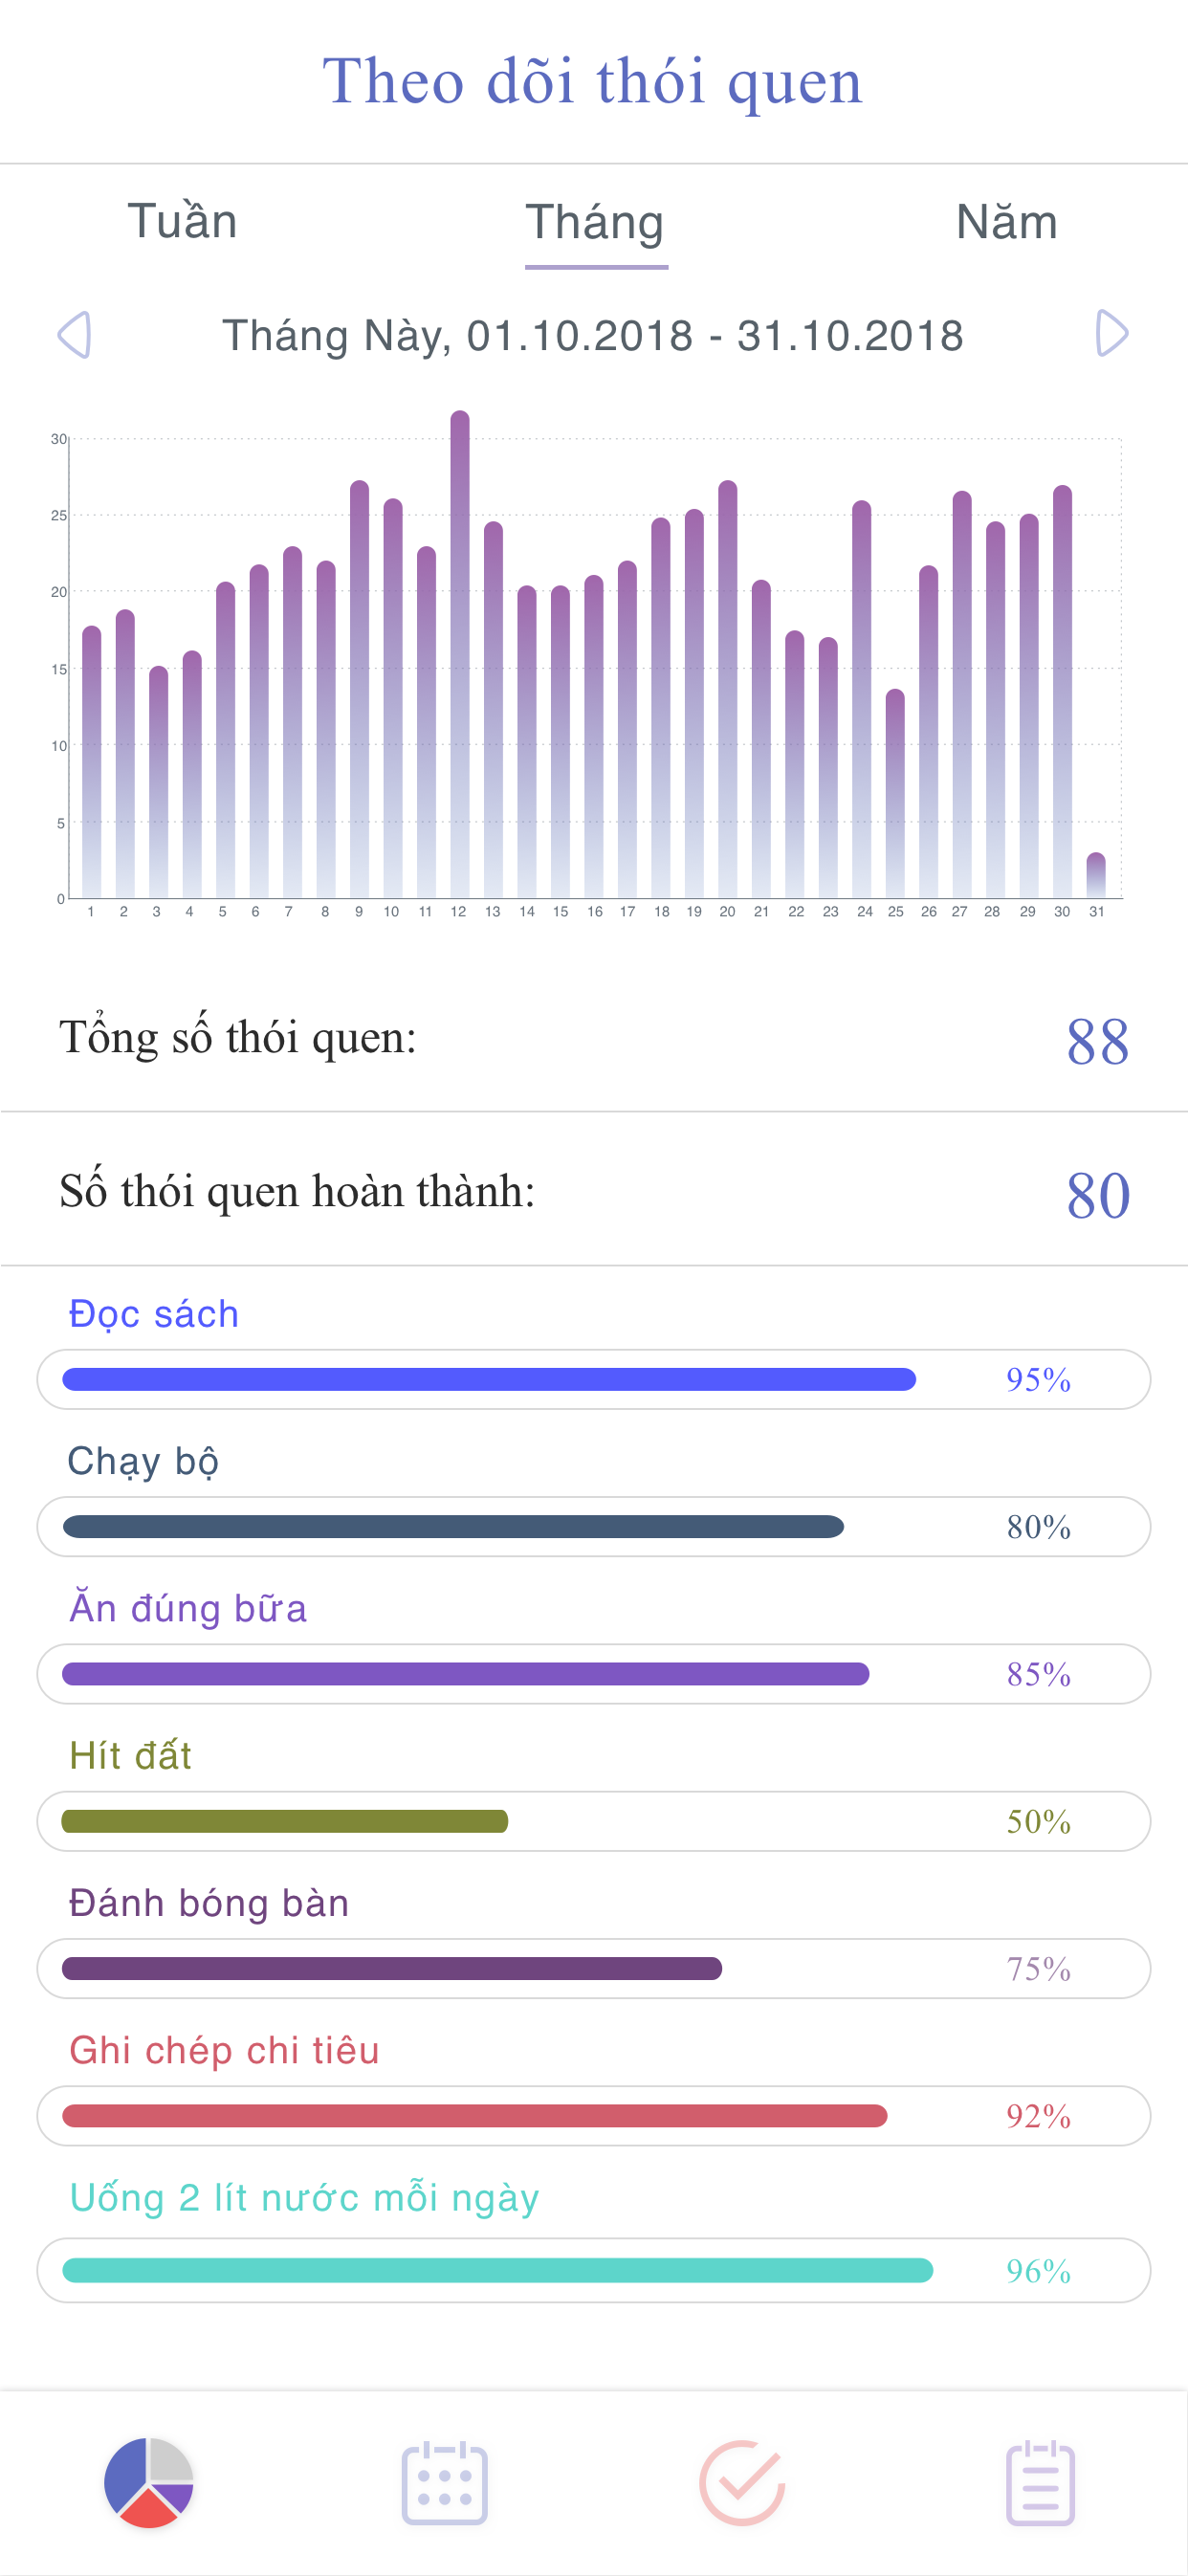 Theo dõi thói quen
Tuần Tháng Năm
Tháng Này, 01.10.2018 - 31.10.2018
30
25
20
15
10
5
0
1 2 3 4 5 6 7 8 9 10 11 12 13 14 15 16 17 18 19 20 21 22 23 24 25 26 27 28 29 30 31
Tổng số thói quen: 88
Số thói quen hoàn thành: 80
Đọc sách
95%
Chạy bộ
80%
Ăn đúng bữa
85%
Hít đất
50%
Đánh bóng bàn
75%
Ghi chép chi tiêu
92%
Uống 2 lít nước mỗi ngày
96%